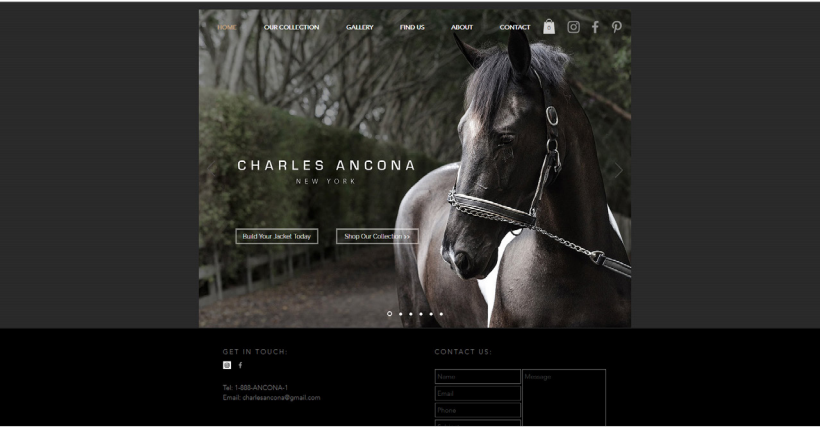 HOME OUR COLLECTION GALLERY FIND US ABOUT CONTACT 0
CHARLES ANCONA
NEW YORK
Build Your Jacket Today Shop Our Collection >>
GET IN TOUCH:
Tel: 1-888-ANCONA-1
Email: charlesancona@gmail.com
CONTACT US:
Name
Email
Phone
Message